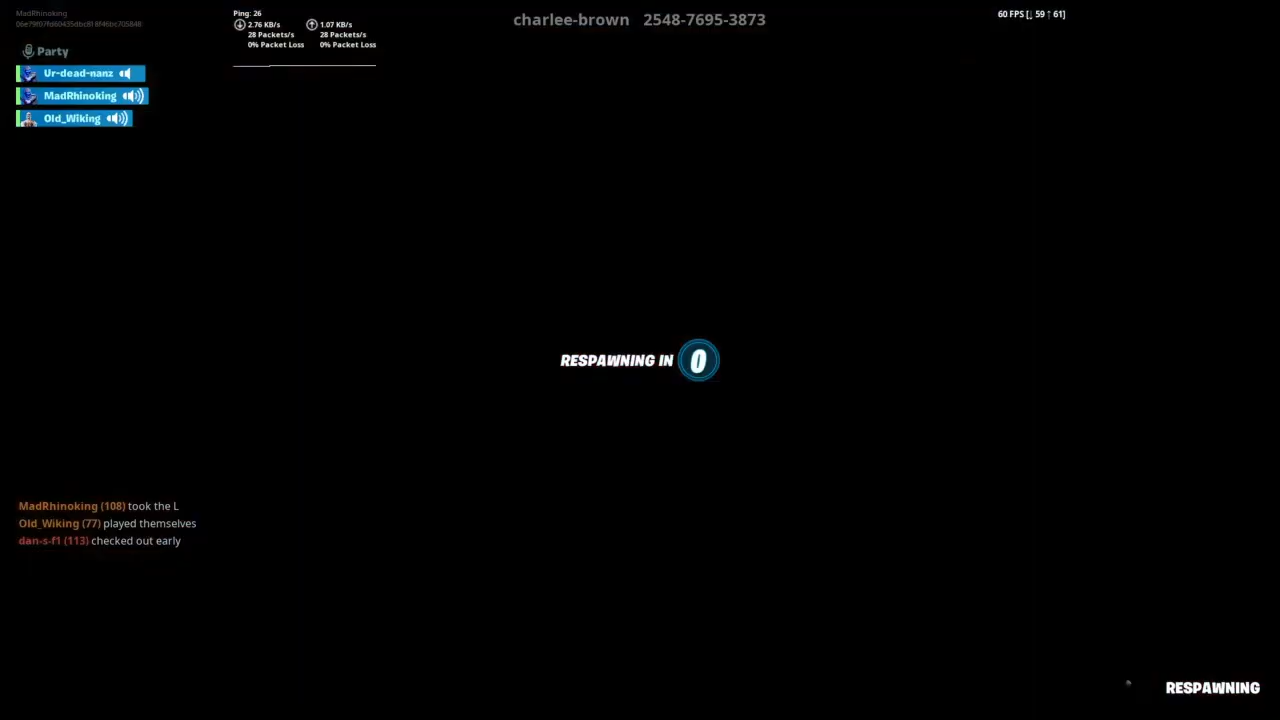 MadRhinoking
Ping: 26
2.76 KB/s
1.07 KB/s
28 Packets/s
28 Packets/s
0% Packet Loss
0% Packet Loss
charlee-brown 2548-7695-3873
60 FPS [↓ 59 ↑ 61]
Party
Ur-dead-nanz
MadRhinoking
Old_Wiking
RESPAWNING IN 0
MadRhinoking (108) took the L
Old_Wiking (77) played themselves
dan-s-f1 (113) checked out early
RESPAWNING